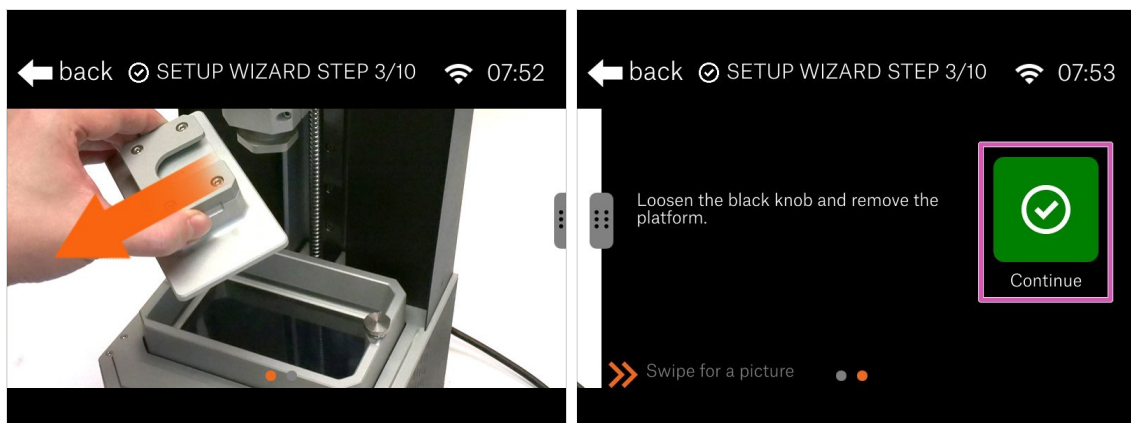 back SETUP WIZARD STEP 3/10 07:52
back SETUP WIZARD STEP 3/10 07:53
Loosen the black knob and remove the
platform.
Continue
Swipe for a picture